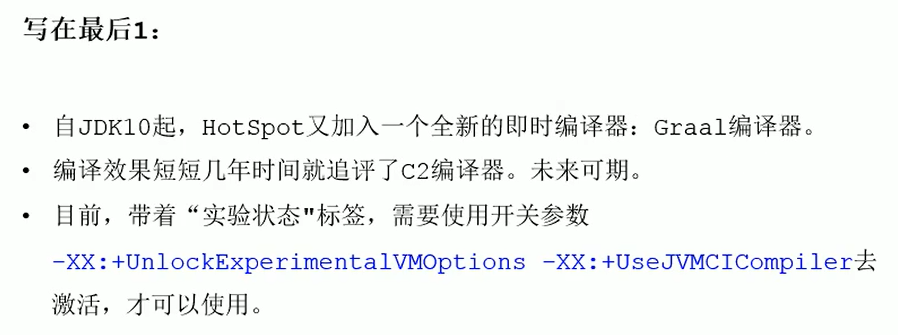 写在最后1:
• 自JDK10起，HotSpot又加入一个全新的即时编译器：Graal编译器。
• 编译效果短短几年时间就追评了C2编译器。未来可期。
• 目前，带着“实验状态"标签，需要使用开关参数
-XX:+UnlockExperimentalVMOptions -XX:+UseJVMCICompiler去
激活，才可以使用。